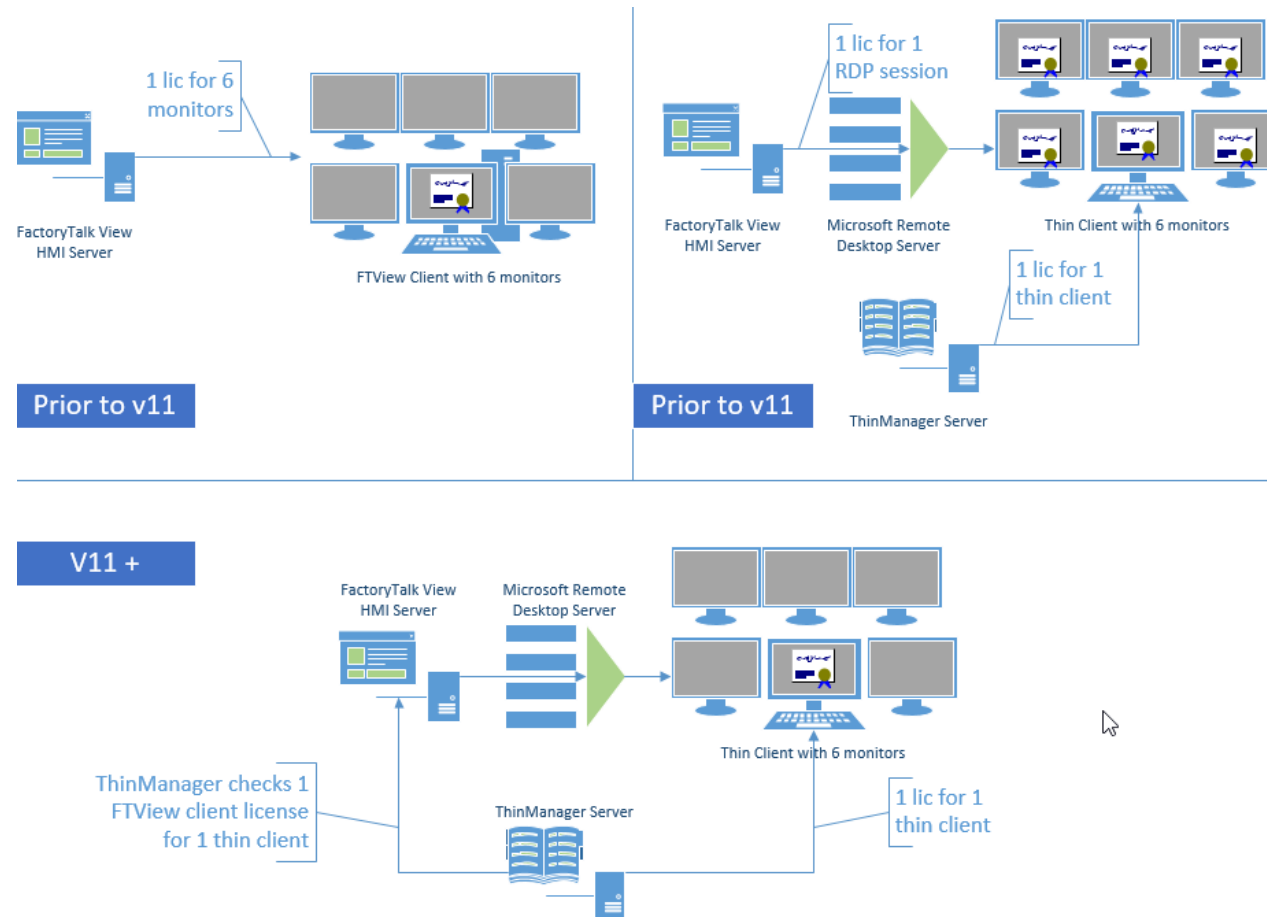 1 lic for 6
monitors
FactoryTalk View
HMI Server
FTView Client with 6 monitors
Prior to v11
1 lic for 1
RDP session
FactoryTalk View
HMI Server
Microsoft Remote
Desktop Server
Thin Client with 6 monitors
1 lic for 1
thin client
ThinManager Server
Prior to v11
V11 +
FactoryTalk View
HMI Server
Microsoft Remote
Desktop Server
Thin Client with 6 monitors
ThinManager checks 1
FTView client license
for 1 thin client
ThinManager Server
1 lic for 1
thin client